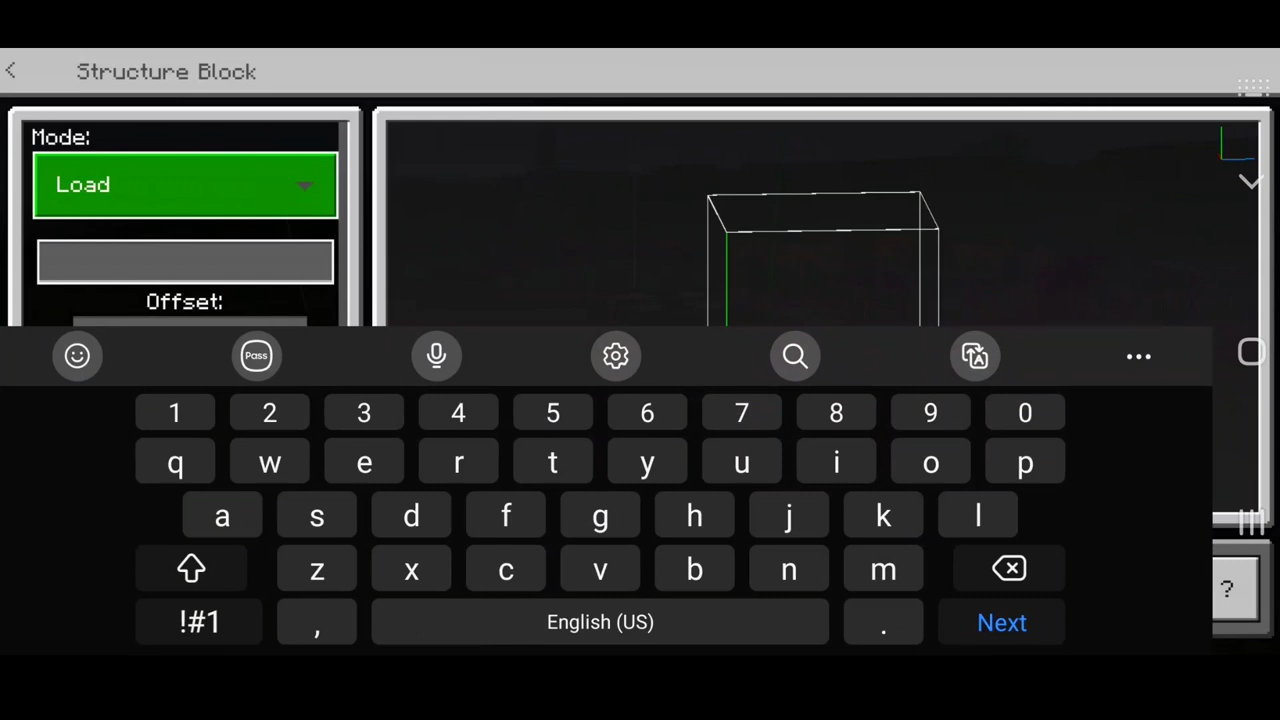 Structure Block
Mode:
Load
Offset:
Pass
1 2 3 4 5 6 7 8 9 0
q w e r t y u i o p
a s d f g h j k l
z x c v b n m
!#1 , English (US) . Next
?